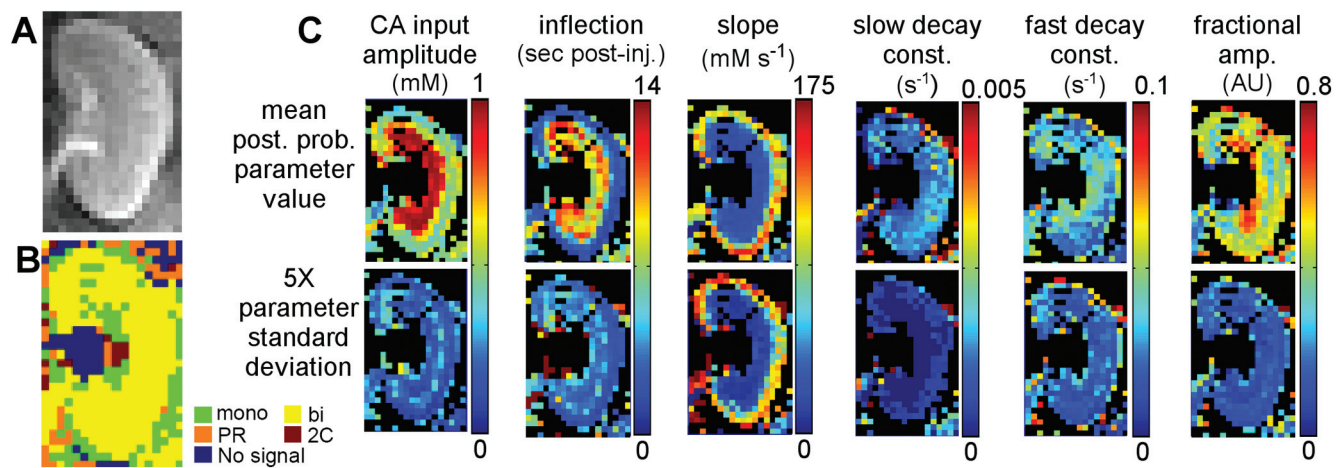 A
B
mono
bi
PR
2C
No signal
C
CA input
amplitude
(mM)
inflection
(sec post-inj.)
slope
(mM s⁻¹)
slow decay
const.
(s⁻¹)
fast decay
const.
(s⁻¹)
fractional
amp.
(AU)
1
14
175
0.005
0.1
0.8
mean
post. prob.
parameter
value
5X
parameter
standard
deviation
0
0
0
0
0
0